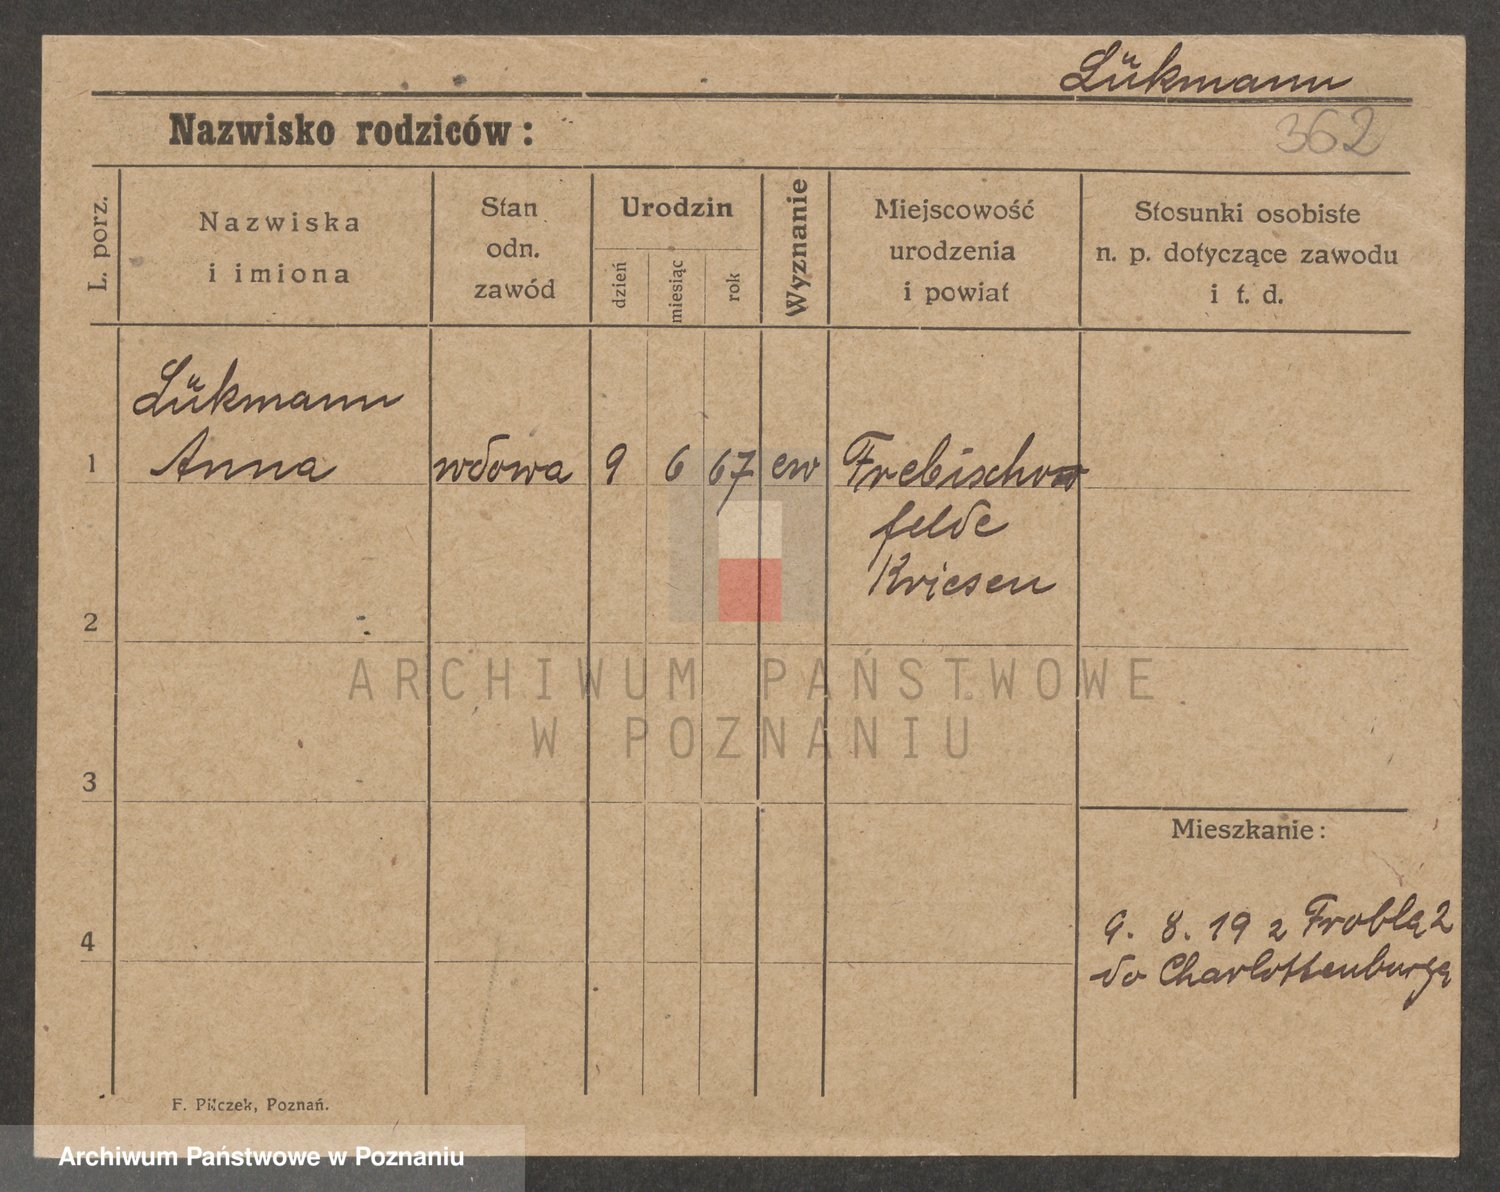 Lükmann
Nazwisko rodziców:
362
L. porz.
Nazwiska
i imiona
Stan
odn.
zawód
Urodzin
dzień
miesiąc
rok
Wyznanie
Miejscowość
urodzenia
i powiat
Stosunki osobiste
n. p. dotyczące zawodu
i t. d.
Lükmann
1 Anna wdowa 9 6 67 ew
felde
2
ARCHIWUM PAŃSTWOWE
W POZNANIU
3
Mieszkanie:
4
9. 8. 19 z 2
do Charlottenburga
F. Pilczek, Poznań.
Archiwum Państwowe w Poznaniu